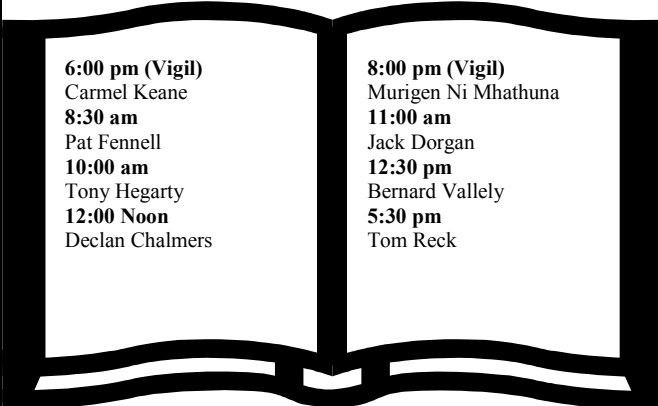 6:00 pm (Vigil)
Carmel Keane
8:30 am
Pat Fennell
10:00 am
Tony Hegarty
12:00 Noon
Declan Chalmers
8:00 pm (Vigil)
Murigen Ni Mhathuna
11:00 am
Jack Dorgan
12:30 pm
Bernard Vallely
5:30 pm
Tom Reck